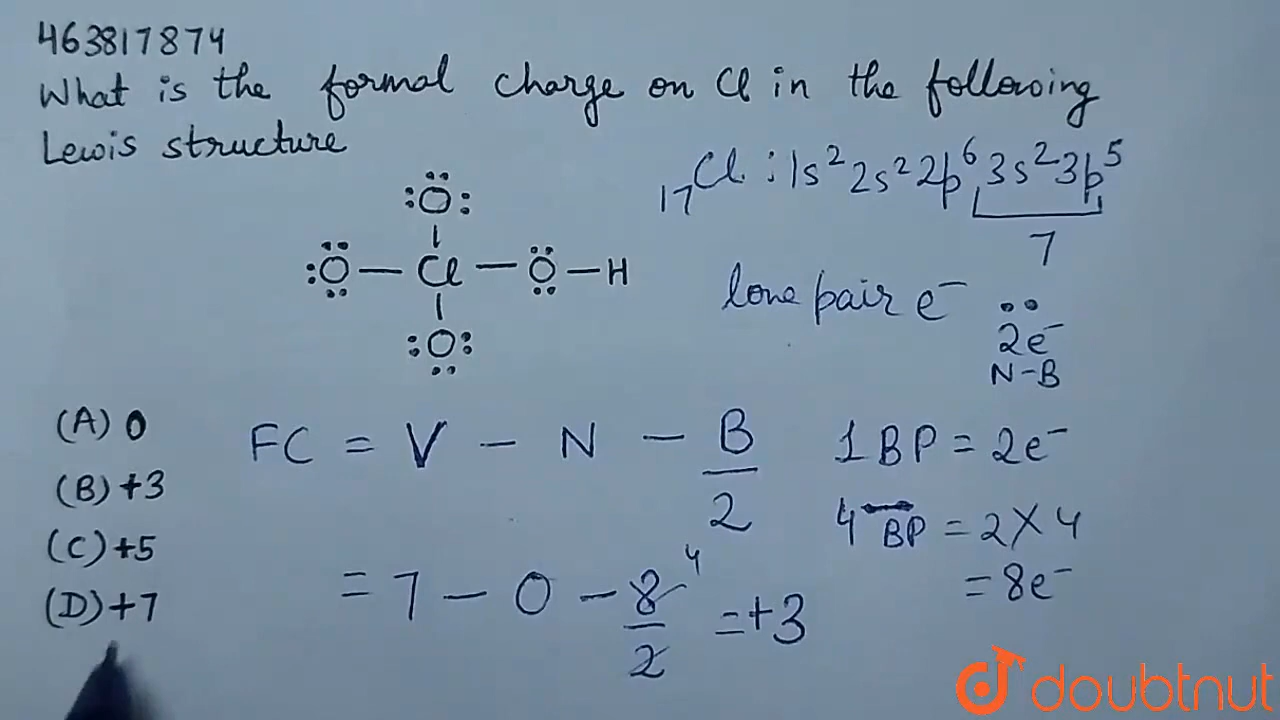 463817874
What is the formal charge on Cl in the following
Lewis structure
17Cl : 1s² 2s² 2p⁶ 3s² 3p⁵
7
:Ö:
:Ö — Cl — Ö — H
:O:
lone pair e⁻
2e⁻
N-B
(A) 0
(B) +3
(C) +5
(D) +7
FC = V - N - B/2
= 7 - 0 - 8/2 4 = +3
1 BP = 2e⁻
4 BP = 2 × 4
= 8e⁻
doubtnut